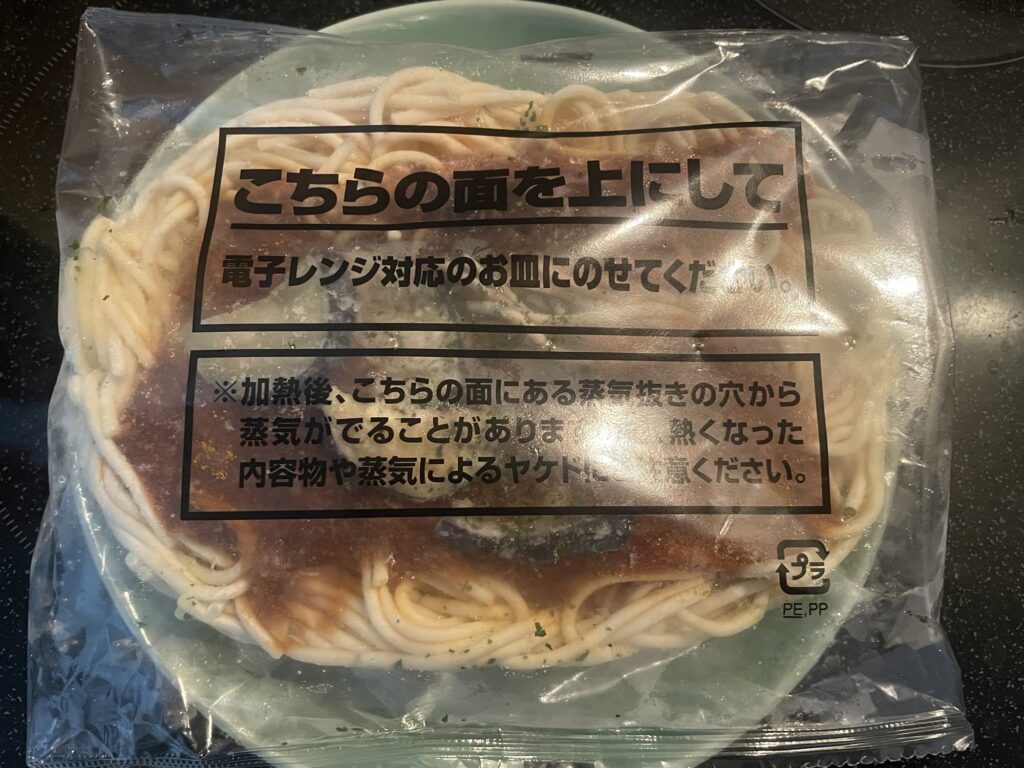 こちらの面を上にして
電子レンジ対応のお皿にのせてください。
※加熱後、こちらの面にある蒸気抜きの穴から
蒸気がでることがありま 熱くなった
内容物や蒸気によるヤケドにご注意ください。
プラ
PE,PP